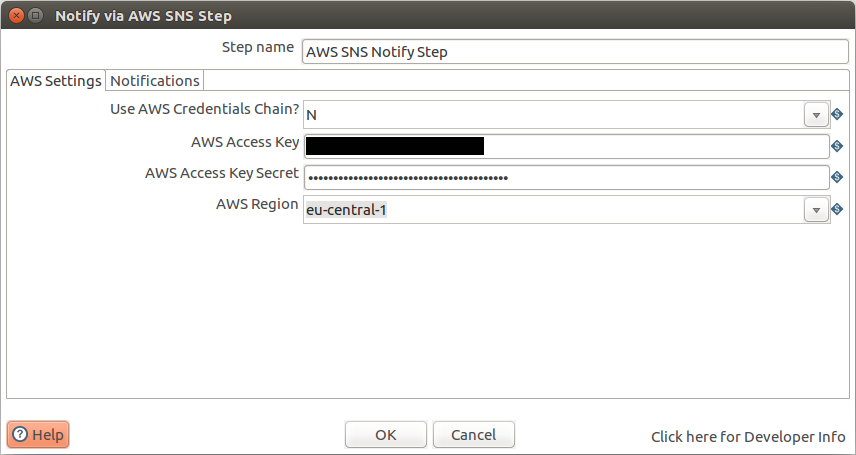 Notify via AWS SNS Step
Step name AWS SNS Notify Step
AWS Settings Notifications
Use AWS Credentials Chain? N
AWS Access Key
AWS Access Key Secret ••••••••••••••••••••••••••••••••••••••••
AWS Region eu-central-1
Help OK Cancel Click here for Developer Info